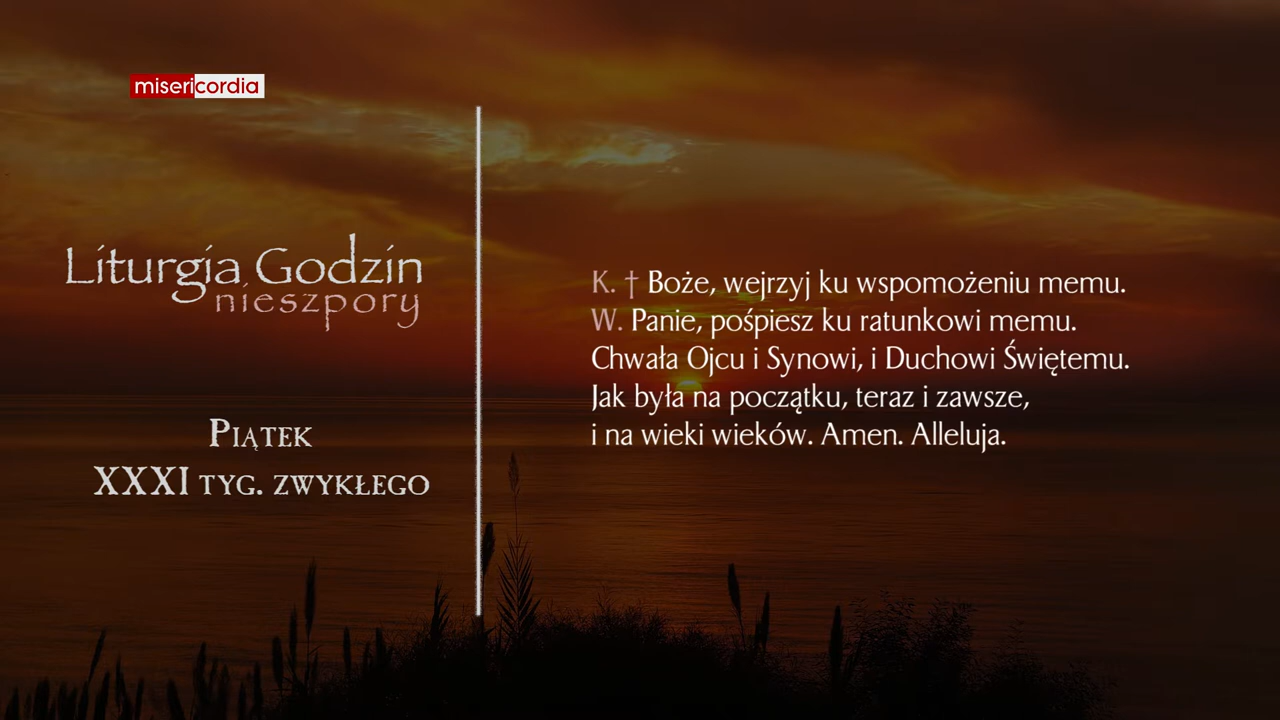 misericordia
Liturgia Godzin
nieszpory
Piątek
XXXI tyg. zwykłego
K. † Boże, wejrzyj ku wspomożeniu memu.
W. Panie, pośpiesz ku ratunkowi memu.
Chwała Ojcu i Synowi, i Duchowi Świętemu.
Jak była na początku, teraz i zawsze,
i na wieki wieków. Amen. Alleluja.